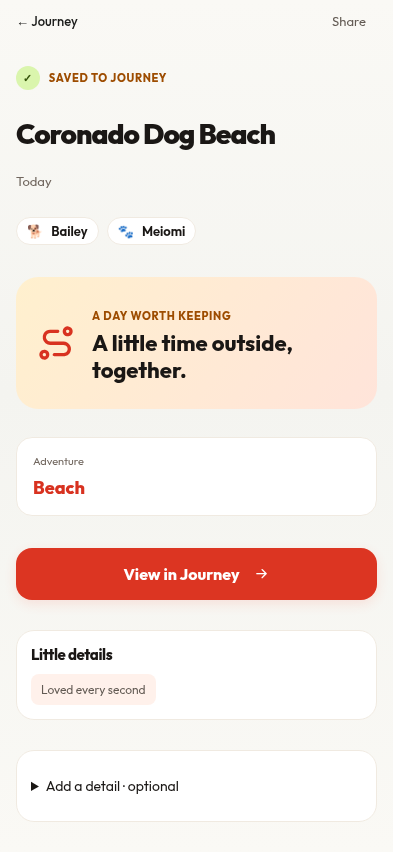 ← Journey
Share
✓ SAVED TO JOURNEY
Coronado Dog Beach
Today
Bailey
Meiomi
A DAY WORTH KEEPING
A little time outside,
together.
Adventure
Beach
View in Journey →
Little details
Loved every second
▶ Add a detail · optional